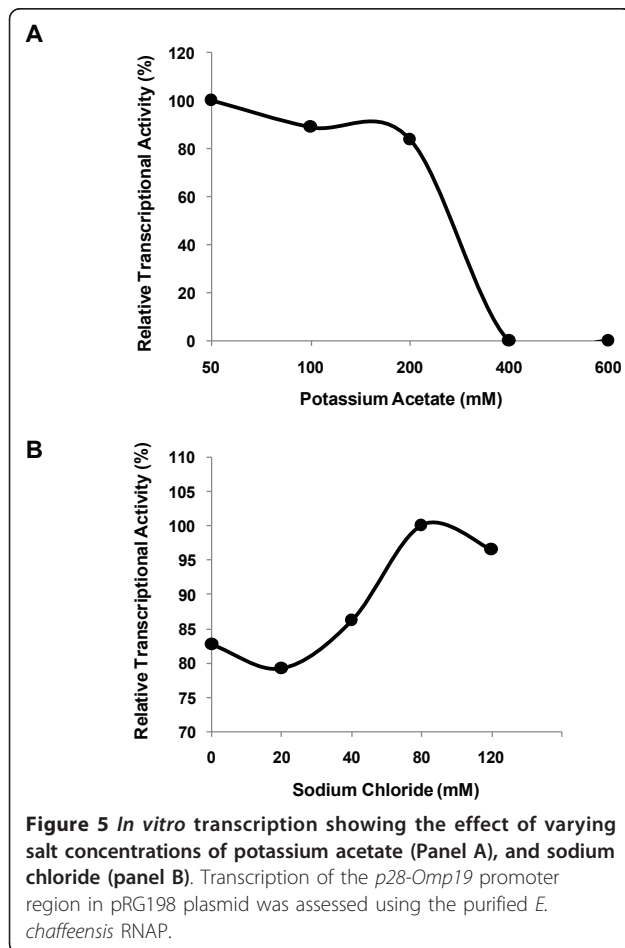 A
Relative Transcriptional Activity (%)
120
100
80
60
40
20
0
50 100 200 400 600
Potassium Acetate (mM)
B
Relative Transcriptional Activity (%)
110
105
100
95
90
85
80
75
70
0 20 40 80 120
Sodium Chloride (mM)
Figure 5 In vitro transcription showing the effect of varying
salt concentrations of potassium acetate (Panel A), and sodium
chloride (panel B). Transcription of the p28-Omp19 promoter
region in pRG198 plasmid was assessed using the purified E.
chaffeensis RNAP.